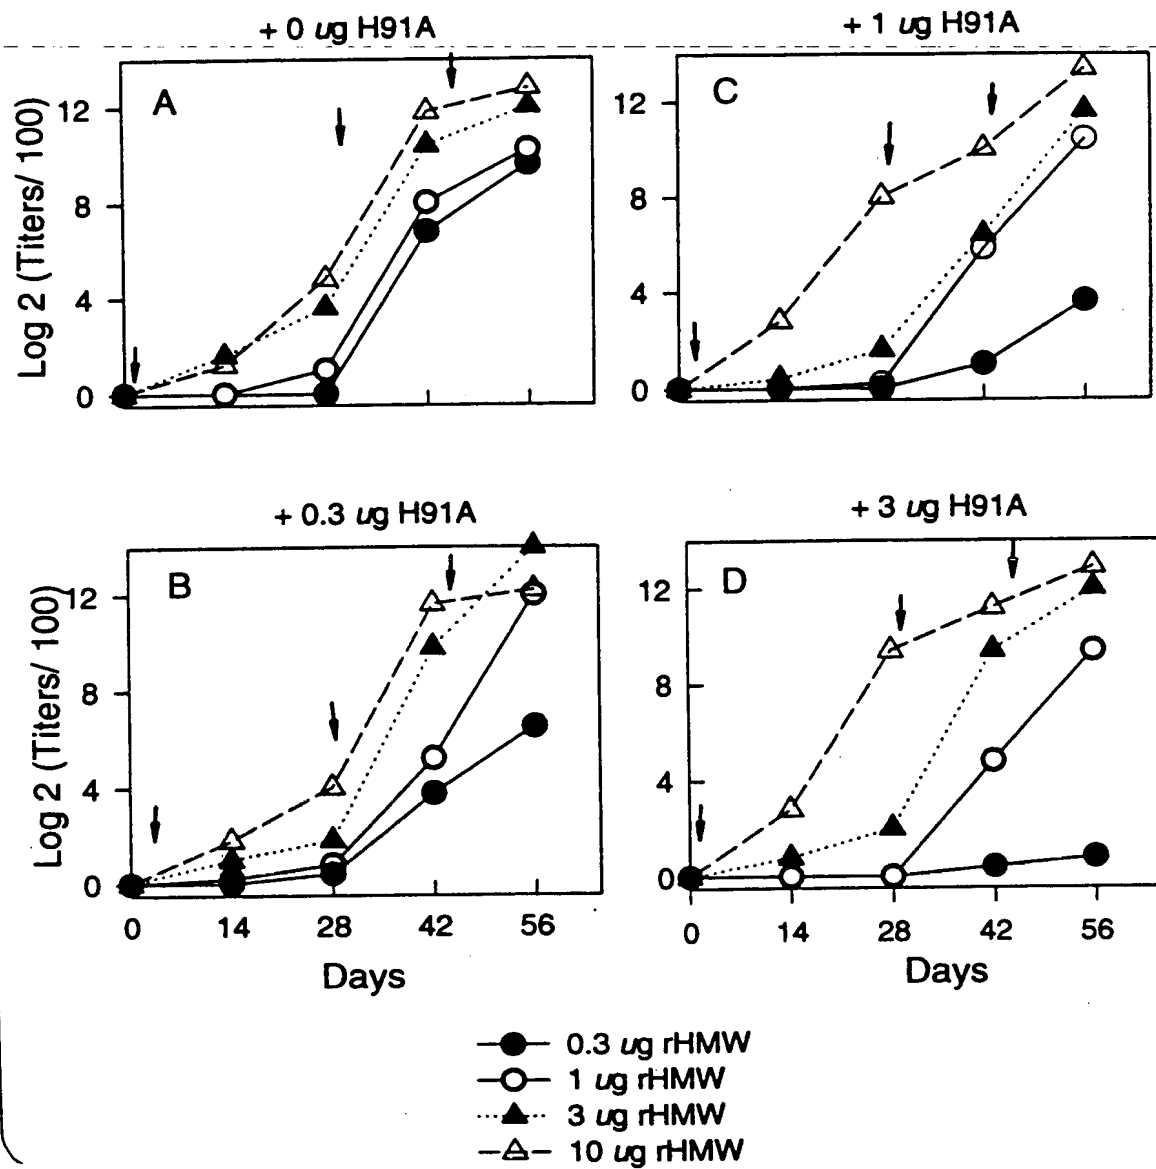 + 0 ug H91A
A
Log 2 (Titers/ 100)
12
8
4
0
+ 1 ug H91A
C
12
8
4
0
+ 0.3 ug H91A
B
Log 2 (Titers/ 100)
12
8
4
0
0 14 28 42 56
Days
+ 3 ug H91A
D
12
8
4
0
0 14 28 42 56
Days
0.3 ug rHMW
1 ug rHMW
3 ug rHMW
10 ug rHMW